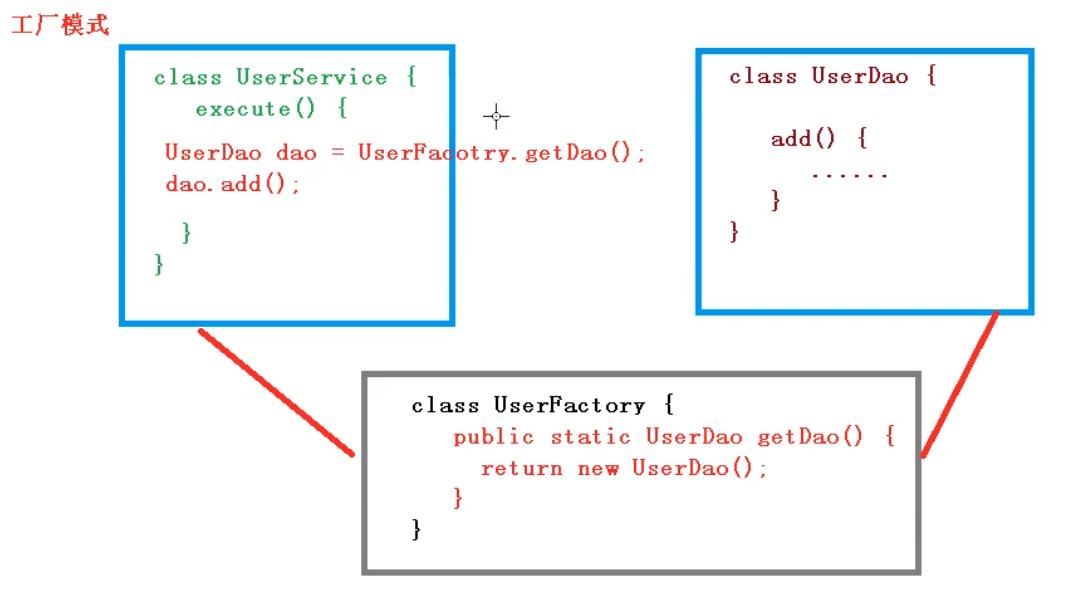 工厂模式
class UserService {
execute() {
UserDao dao = UserFacotry.getDao();
dao.add();
}
}
class UserDao {
add() {
......
}
}
class UserFactory {
public static UserDao getDao() {
return new UserDao();
}
}